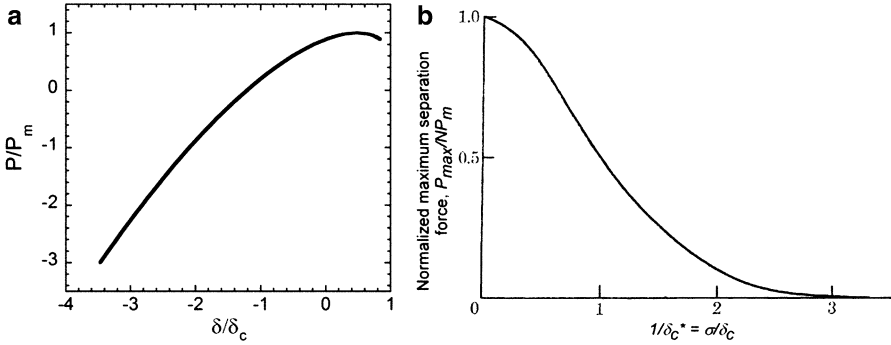 a
1
0
-1
-2
-3
P/Pm
-4
-3
-2
-1
0
1
δ/δc
b
1.0
0.5
0
1
2
3
Normalized maximum separation
force, Pmax/NPm
1/δc* = σ/δc